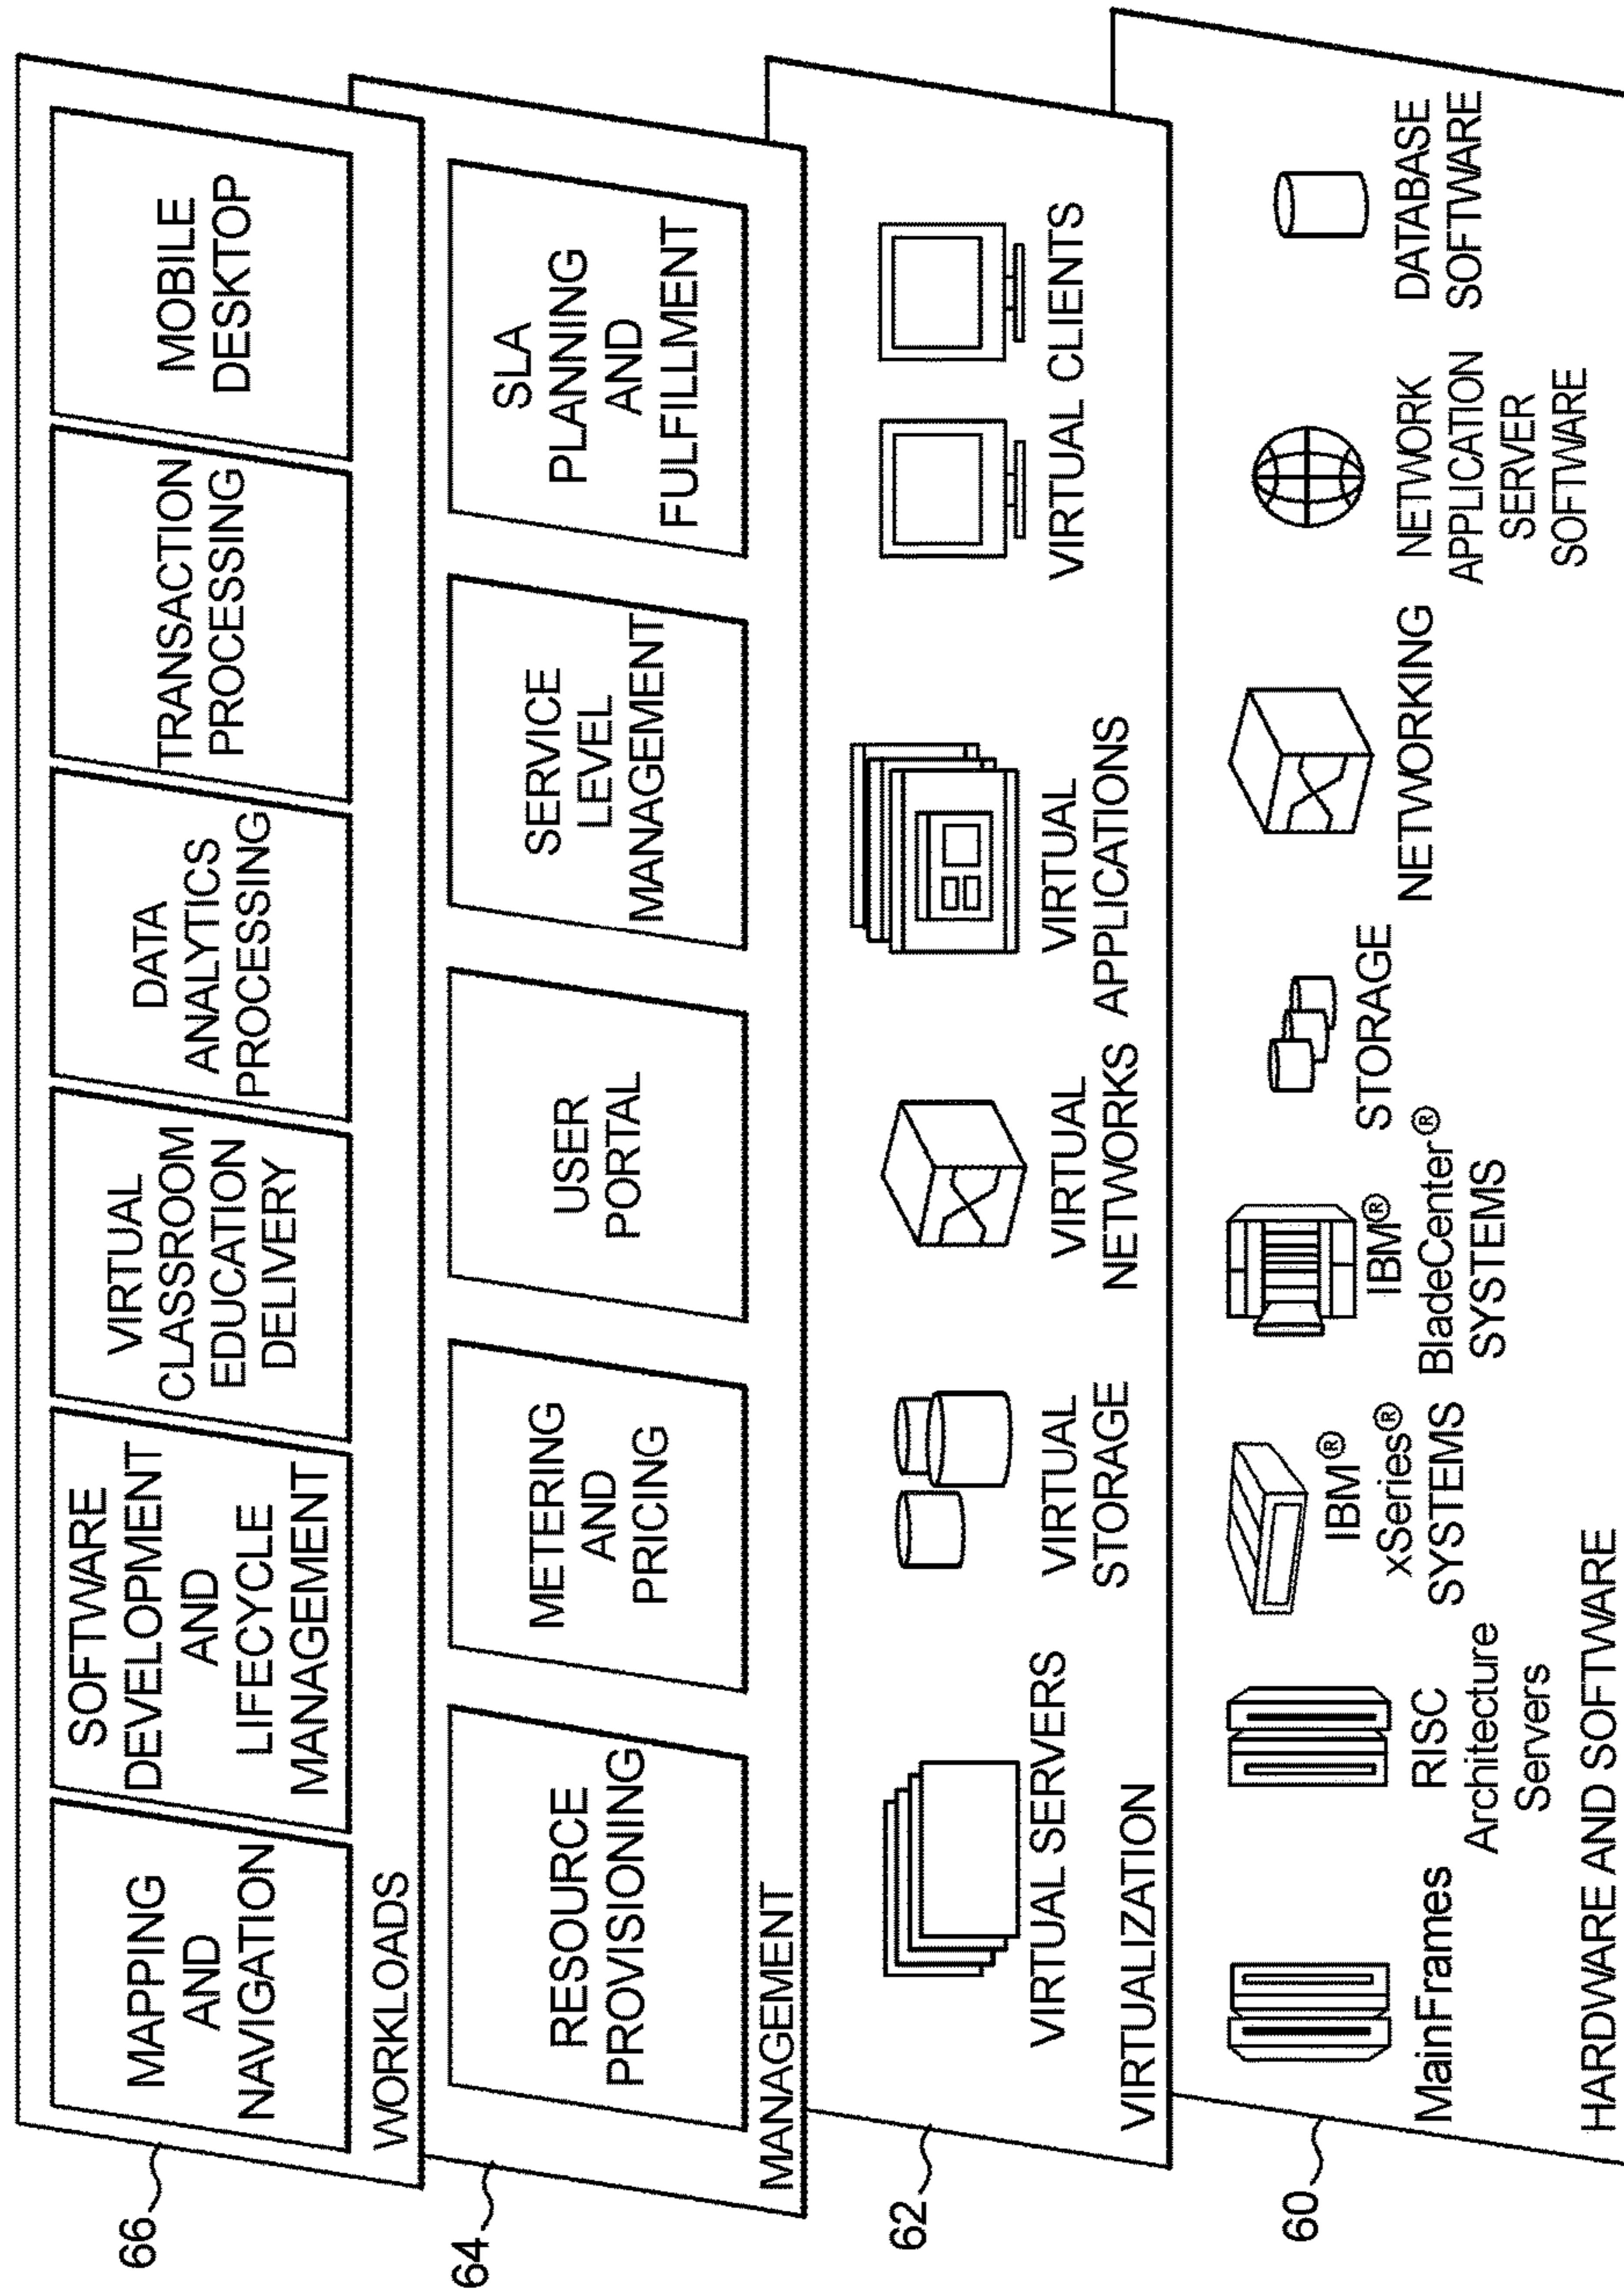 66
MAPPING
AND
NAVIGATION
SOFTWARE
DEVELOPMENT
AND
LIFECYCLE
MANAGEMENT
VIRTUAL
CLASSROOM
EDUCATION
DELIVERY
DATA
ANALYTICS
PROCESSING
TRANSACTION
PROCESSING
MOBILE
DESKTOP
WORKLOADS
64
RESOURCE
PROVISIONING
METERING
AND
PRICING
USER
PORTAL
SERVICE
LEVEL
MANAGEMENT
SLA
PLANNING
AND
FULFILLMENT
MANAGEMENT
62
VIRTUAL SERVERS
VIRTUAL
STORAGE
VIRTUAL
NETWORKS
VIRTUAL
APPLICATIONS
VIRTUAL CLIENTS
VIRTUALIZATION
60
MainFrames
RISC
Architecture
Servers
IBM®
xSeries®
SYSTEMS
IBM®
BladeCenter®
SYSTEMS
STORAGE
NETWORKING
NETWORK
APPLICATION
SERVER
SOFTWARE
DATABASE
SOFTWARE
HARDWARE AND SOFTWARE